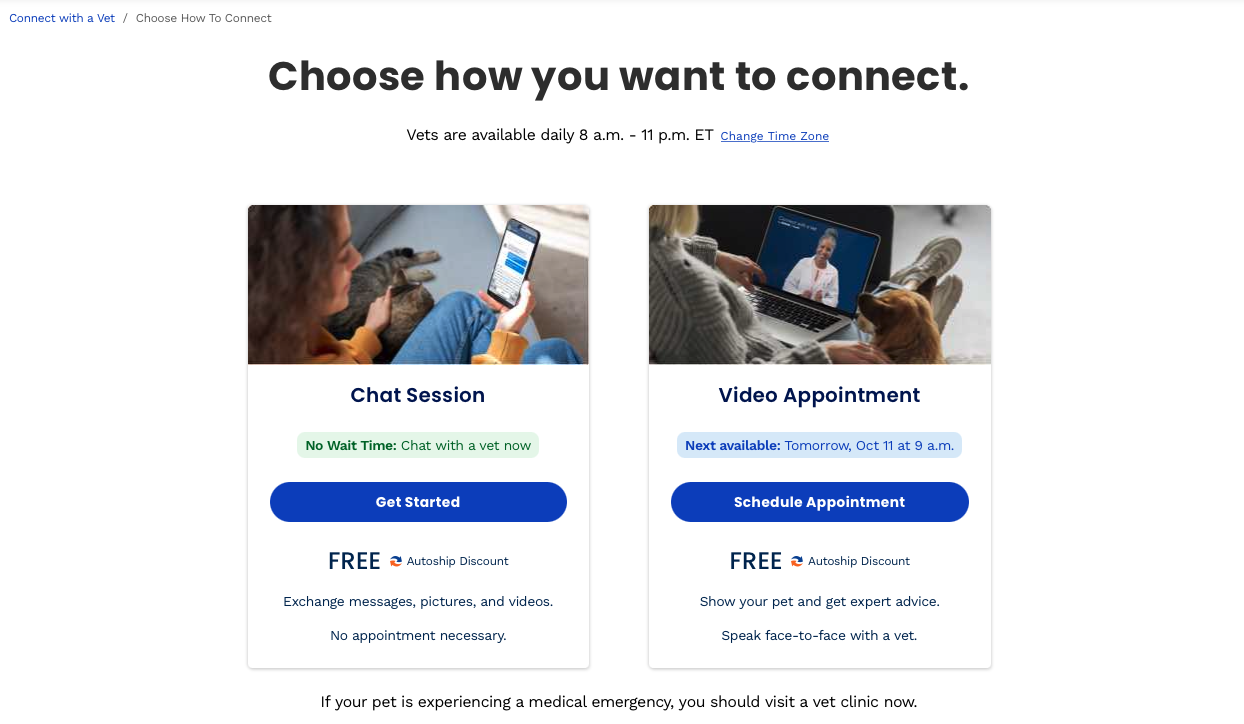 Connect with a Vet / Choose How To Connect
Choose how you want to connect.
Vets are available daily 8 a.m. - 11 p.m. ET Change Time Zone
Chat Session
No Wait Time: Chat with a vet now
Get Started
FREE Autoship Discount
Exchange messages, pictures, and videos.
No appointment necessary.
Connect with a Vet
Video Appointment
Next available: Tomorrow, Oct 11 at 9 a.m.
Schedule Appointment
FREE Autoship Discount
Show your pet and get expert advice.
Speak face-to-face with a vet.
If your pet is experiencing a medical emergency, you should visit a vet clinic now.